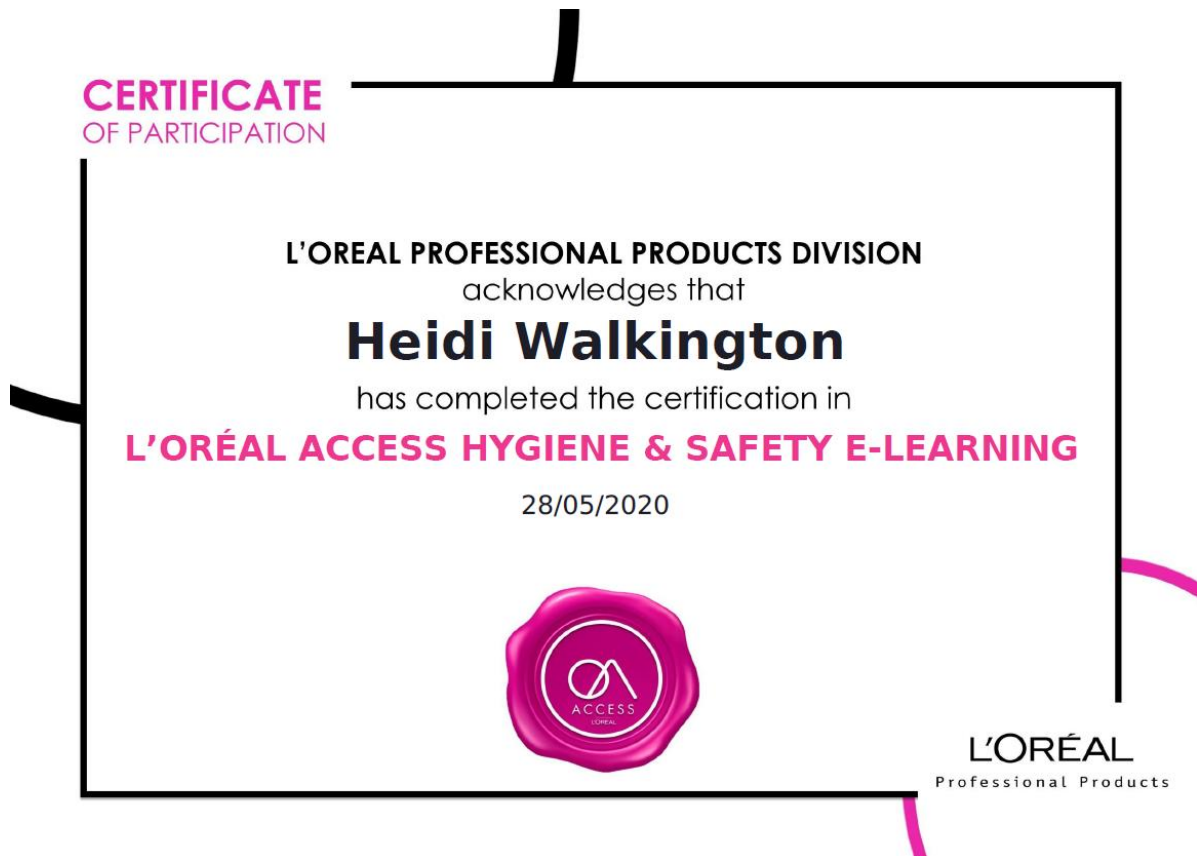 CERTIFICATE
OF PARTICIPATION
L'OREAL PROFESSIONAL PRODUCTS DIVISION
acknowledges that
Heidi Walkington
has completed the certification in
L'ORÉAL ACCESS HYGIENE & SAFETY E-LEARNING
28/05/2020
ACCESS
L'ORÉAL
L'ORÉAL
Professional Products